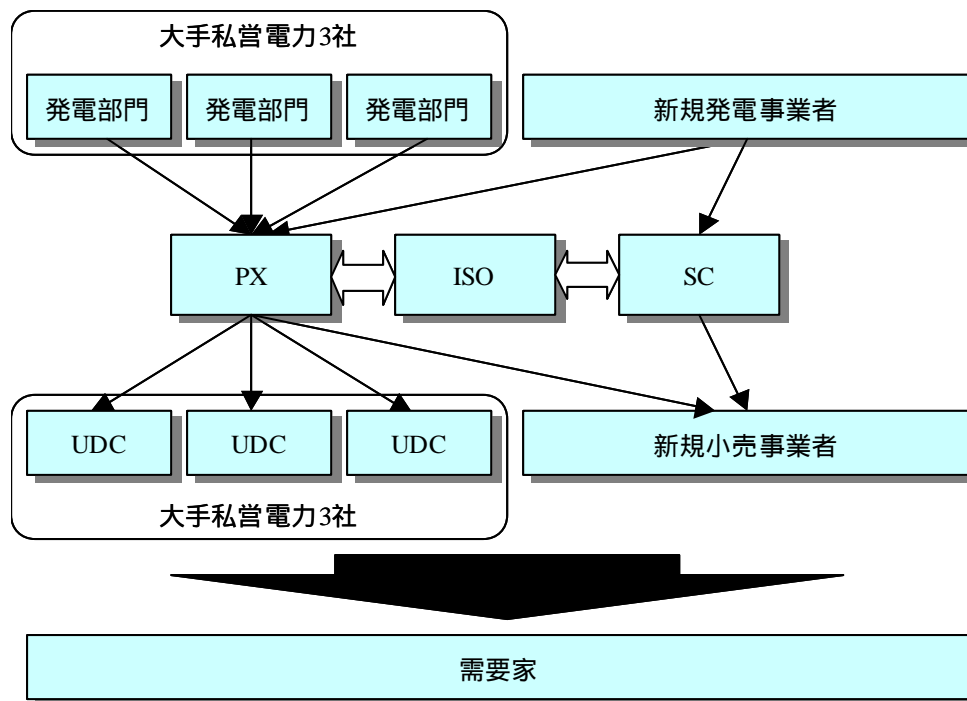 大手私営電力3社
発電部門
発電部門
発電部門
新規発電事業者
PX
ISO
SC
UDC
UDC
UDC
新規小売事業者
大手私営電力3社
需要家